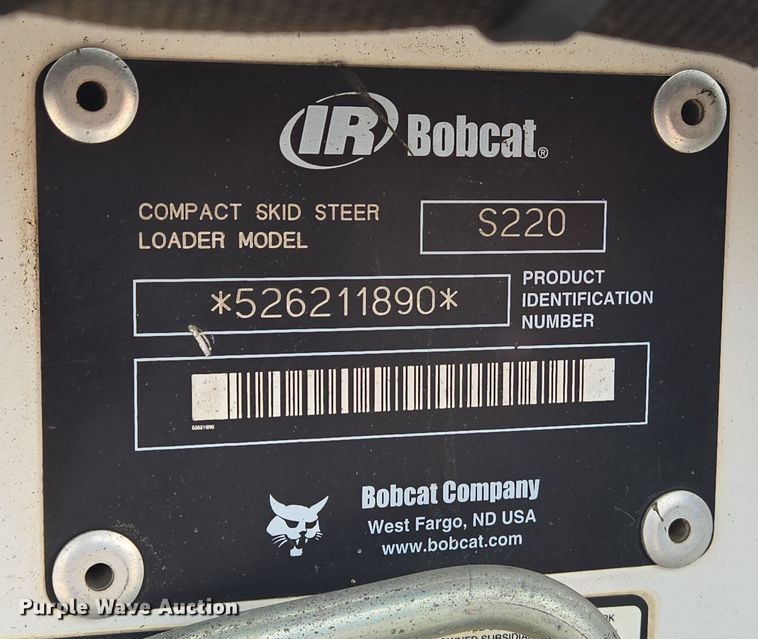 IR Bobcat®
COMPACT SKID STEER
LOADER MODEL
S220
*526211890*
PRODUCT
IDENTIFICATION
NUMBER
526211890
Bobcat Company
West Fargo, ND USA
www.bobcat.com
Purple Wave Auction